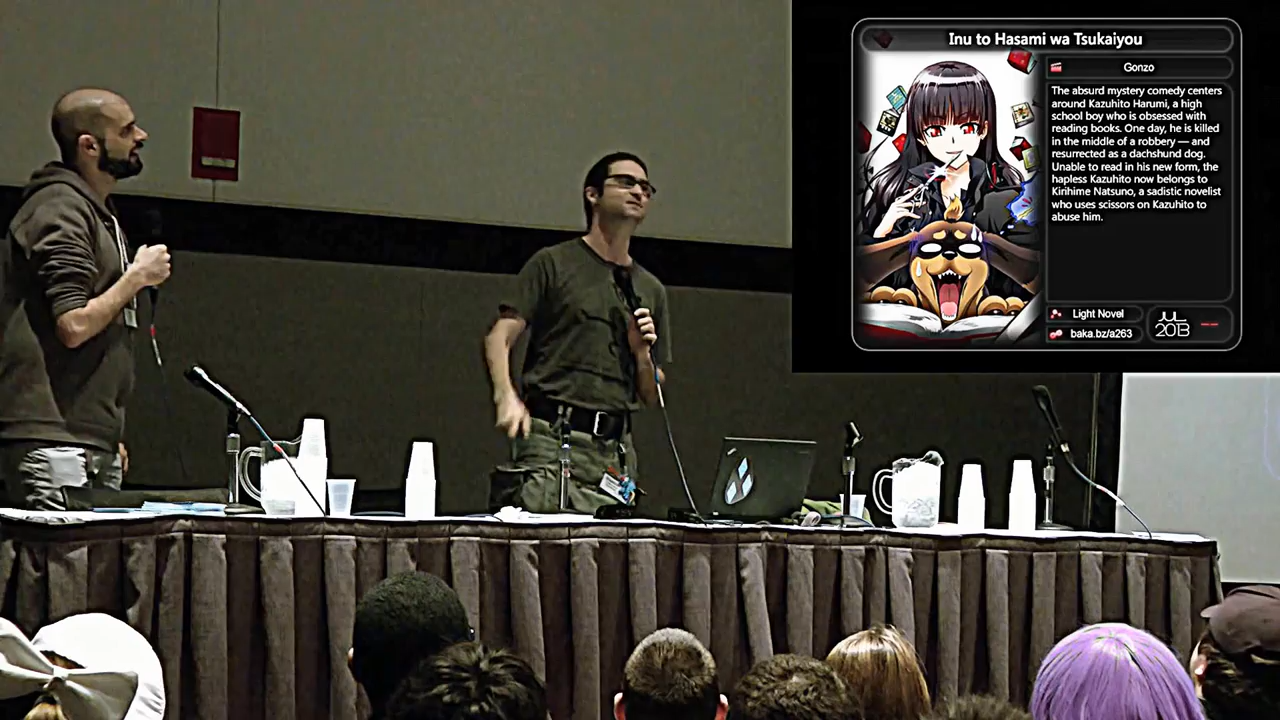 Inu to Hasami wa Tsukaiyou
Gonzo
The absurd mystery comedy centers
around Kazuhito Harumi, a high
school boy who is obsessed with
reading books. One day, he is killed
in the middle of a robbery — and
resurrected as a dachshund dog.
Unable to read in his new form, the
hapless Kazuhito now belongs to
Kirihime Natsuno, a sadistic novelist
who uses scissors on Kazuhito to
abuse him.
Light Novel
baka.bz/a263
JUL
2013